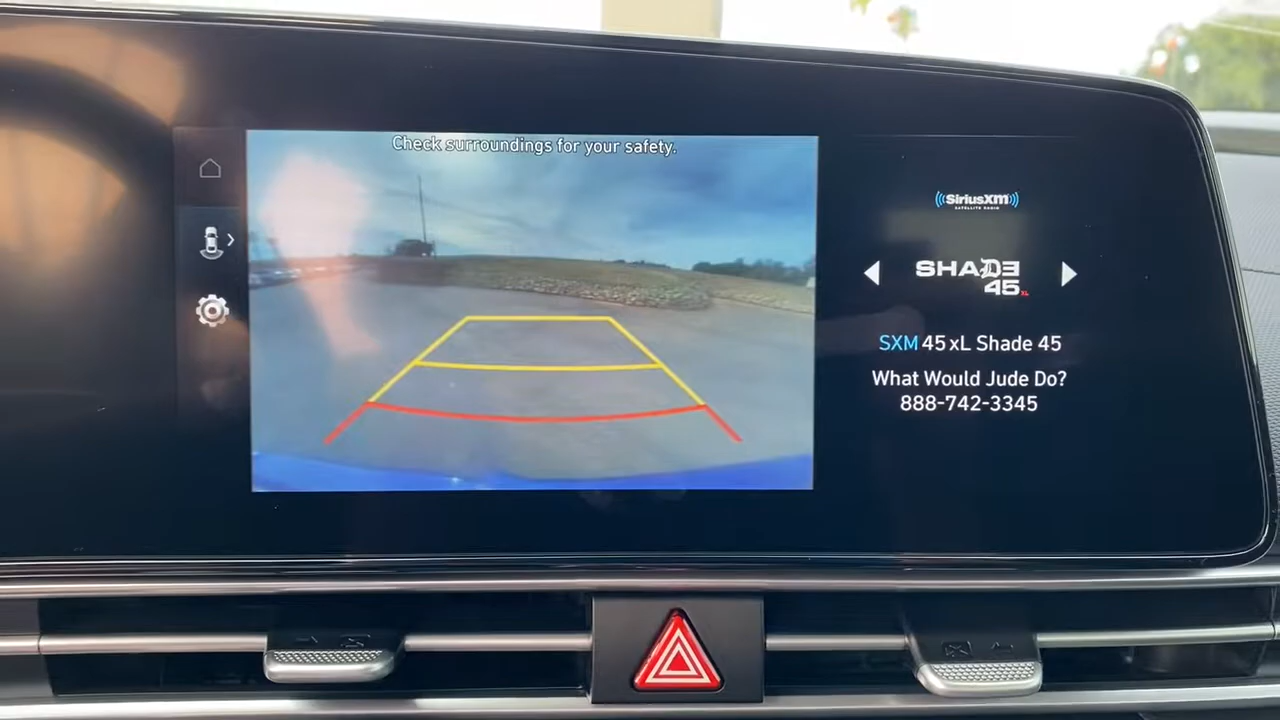 Check surroundings for your safety.
SiriusXM
SATELLITE RADIO
SHADE
45 XL
SXM 45 xL Shade 45
What Would Jude Do?
888-742-3345